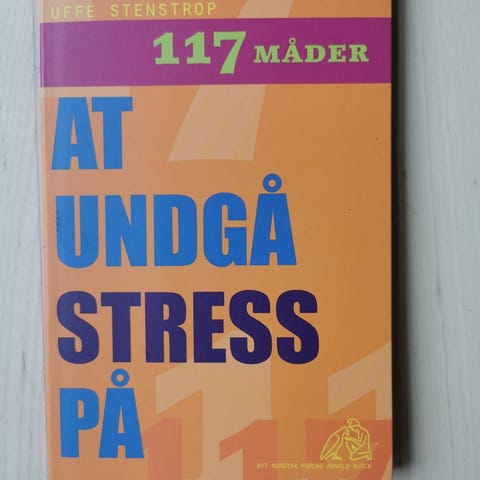 UFFE STENSTROP
117 MÅDER
AT
UNDGÅ
STRESS
PÅ
NYT NORDISK FORLAG ARNOLD BUSCK